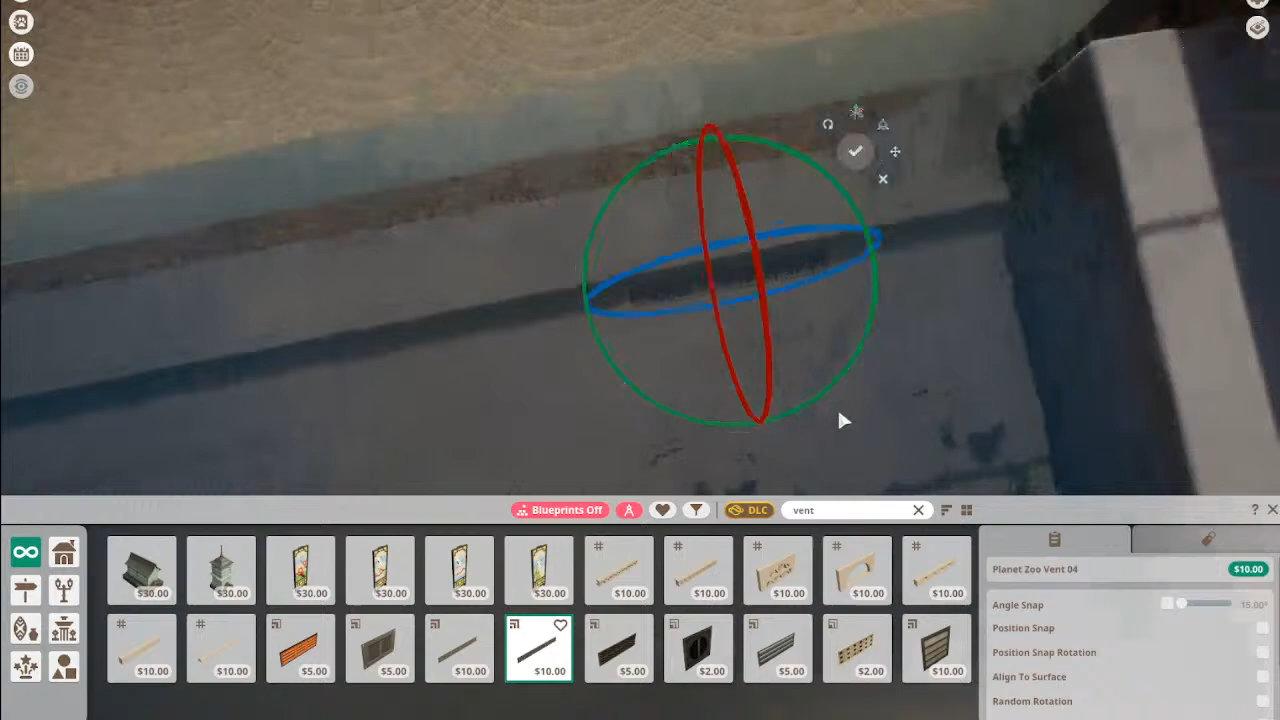 Blueprints Off
DLC
vent
?
$30.00
$30.00
$30.00
$30.00
$30.00
$30.00
$10.00
$10.00
$10.00
$10.00
$10.00
$10.00
$10.00
$5.00
$5.00
$10.00
$10.00
$5.00
$2.00
$5.00
$2.00
$10.00
Planet Zoo Vent 04
$10.00
Angle Snap
15.00°
Position Snap
Position Snap Rotation
Align To Surface
Random Rotation